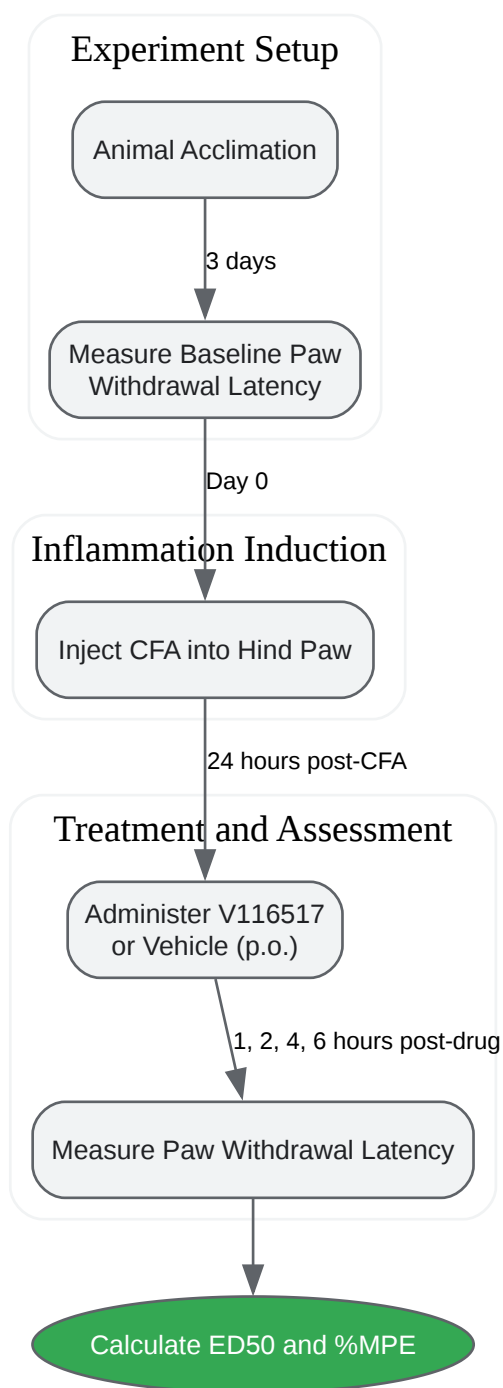 Experiment Setup
Animal Acclimation
3 days
Measure Baseline Paw
Withdrawal Latency
Day 0
Inflammation Induction
Inject CFA into Hind Paw
24 hours post-CFA
Treatment and Assessment
Administer V116517
or Vehicle (p.o.)
1, 2, 4, 6 hours post-drug
Measure Paw Withdrawal Latency
Calculate ED50 and %MPE